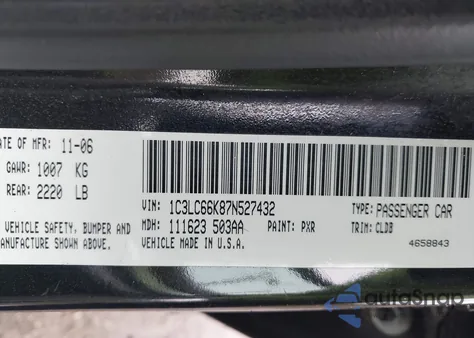 ATE OF MFR: 11-06
GAWR: 1007 KG
REAR: 2220 LB
VEHICLE SAFETY, BUMPER AND
ANUFACTURE SHOWN ABOVE.
VIN: 1C3LC66K87N527432
TYPE: PASSENGER CAR
MDH: 111623 503AA
PAINT: PXR
TRIM: CLDB
VEHICLE MADE IN U.S.A.
4658843
autoSnap